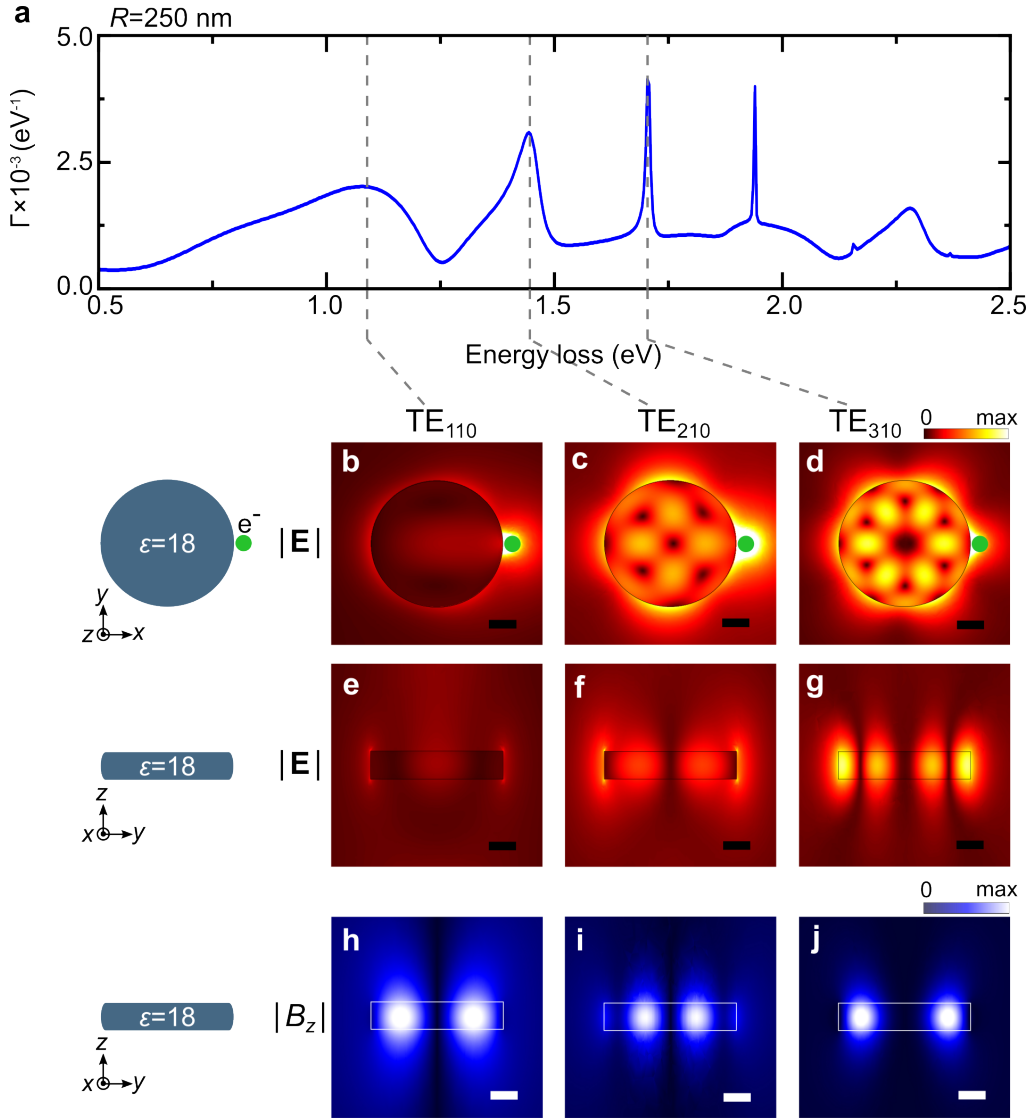 a
R=250 nm
5.0
2.5
0.0
Γ×10⁻³ (eV⁻¹)
0.5 1.0 1.5 2.0 2.5
Energy loss (eV)
TE₁₁₀ TE₂₁₀ TE₃₁₀
0 max
b c d
ε=18
e⁻
|E|
y
z x
e f g
ε=18
|E|
z
x y
0 max
h i j
ε=18
|B_z|
z
x y